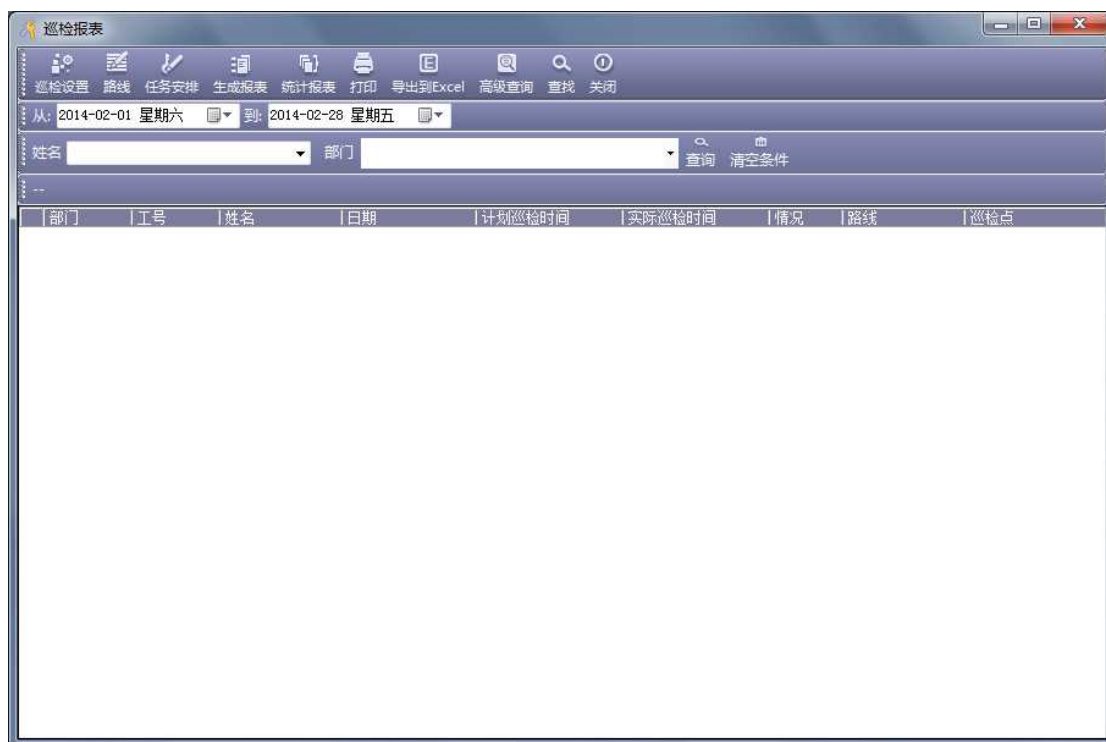 巡检报表
巡检设置 路线 任务安排 生成报表 统计报表 打印 导出到Excel 高级查询 查找 关闭
从: 2014-02-01 星期六 到: 2014-02-28 星期五
姓名 部门 查询 清空条件
--
部门 工号 姓名 日期 计划巡检时间 实际巡检时间 情况 路线 巡检点